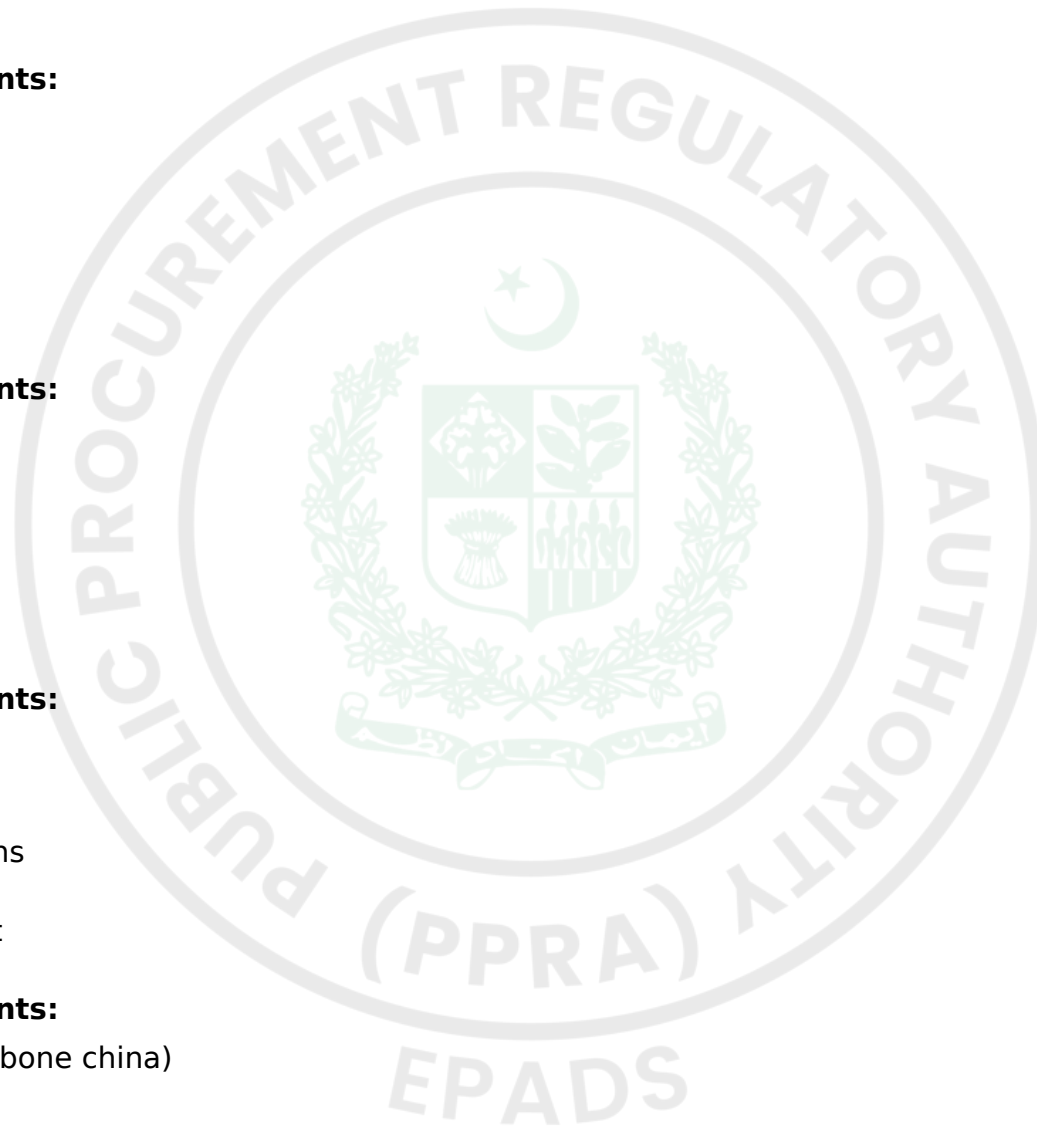 nts:
PUBLIC PROCUREMENT REGULATORY AUTHORITY
nts:
nts:
ns
(PPRA)
t
nts:
bone china)
EPADS